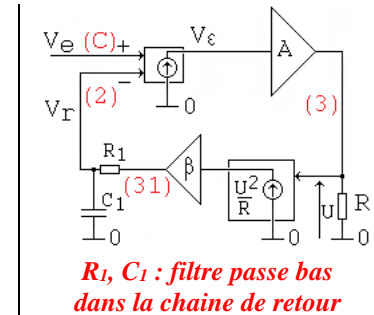 Ve (C) +
Vε
A
(2) −
Vr
0
(3)
R1
(31)
β
U²
R
C1
U
R
0
0
0
R1, C1 : filtre passe bas
dans la chaine de retour